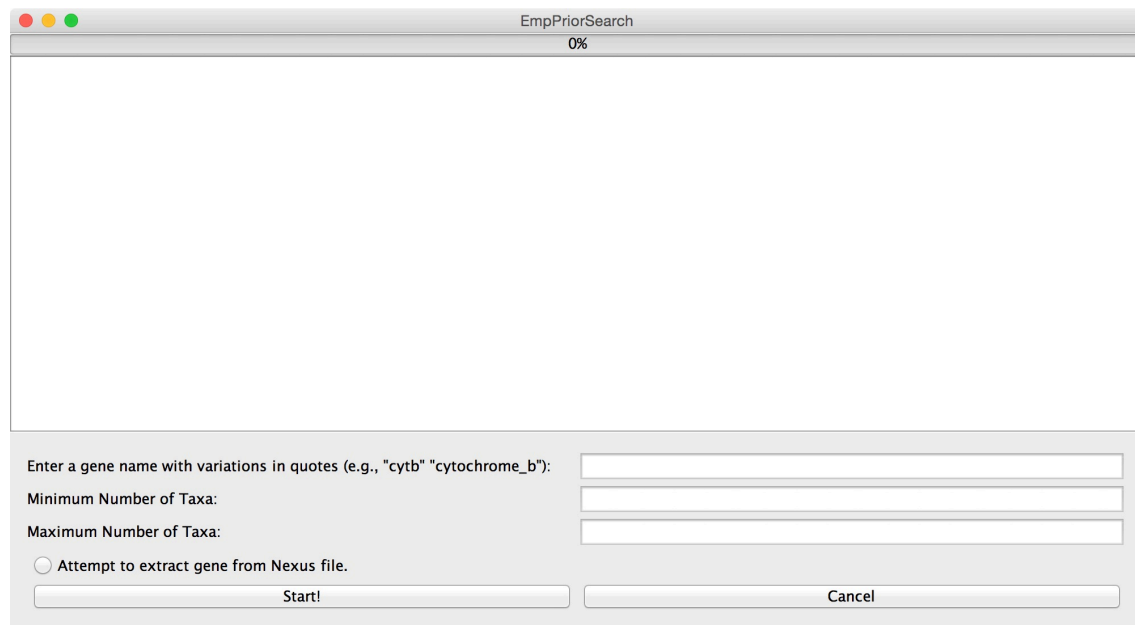 EmpPriorSearch
0%
Enter a gene name with variations in quotes (e.g., "cytb" "cytochrome_b"):
Minimum Number of Taxa:
Maximum Number of Taxa:
Attempt to extract gene from Nexus file.
Start! Cancel